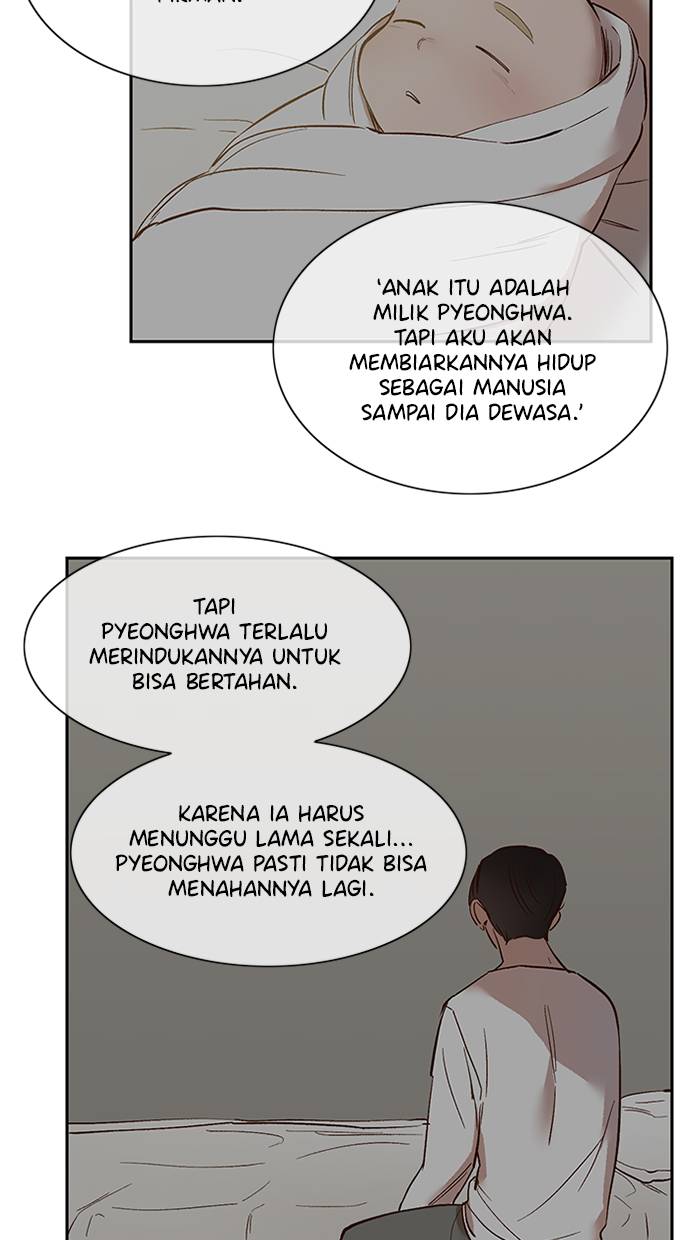 'ANAK ITU ADALAH
MILIK PYEONGHWA.
TAPI AKU AKAN
MEMBIARKANNYA HIDUP
SEBAGAI MANUSIA
SAMPAI DIA DEWASA.'
TAPI
PYEONGHWA TERLALU
MERINDUKANNYA UNTUK
BISA BERTAHAN.
KARENA IA HARUS
MENUNGGU LAMA SEKALI...
PYEONGHWA PASTI TIDAK BISA
MENAHANNYA LAGI.